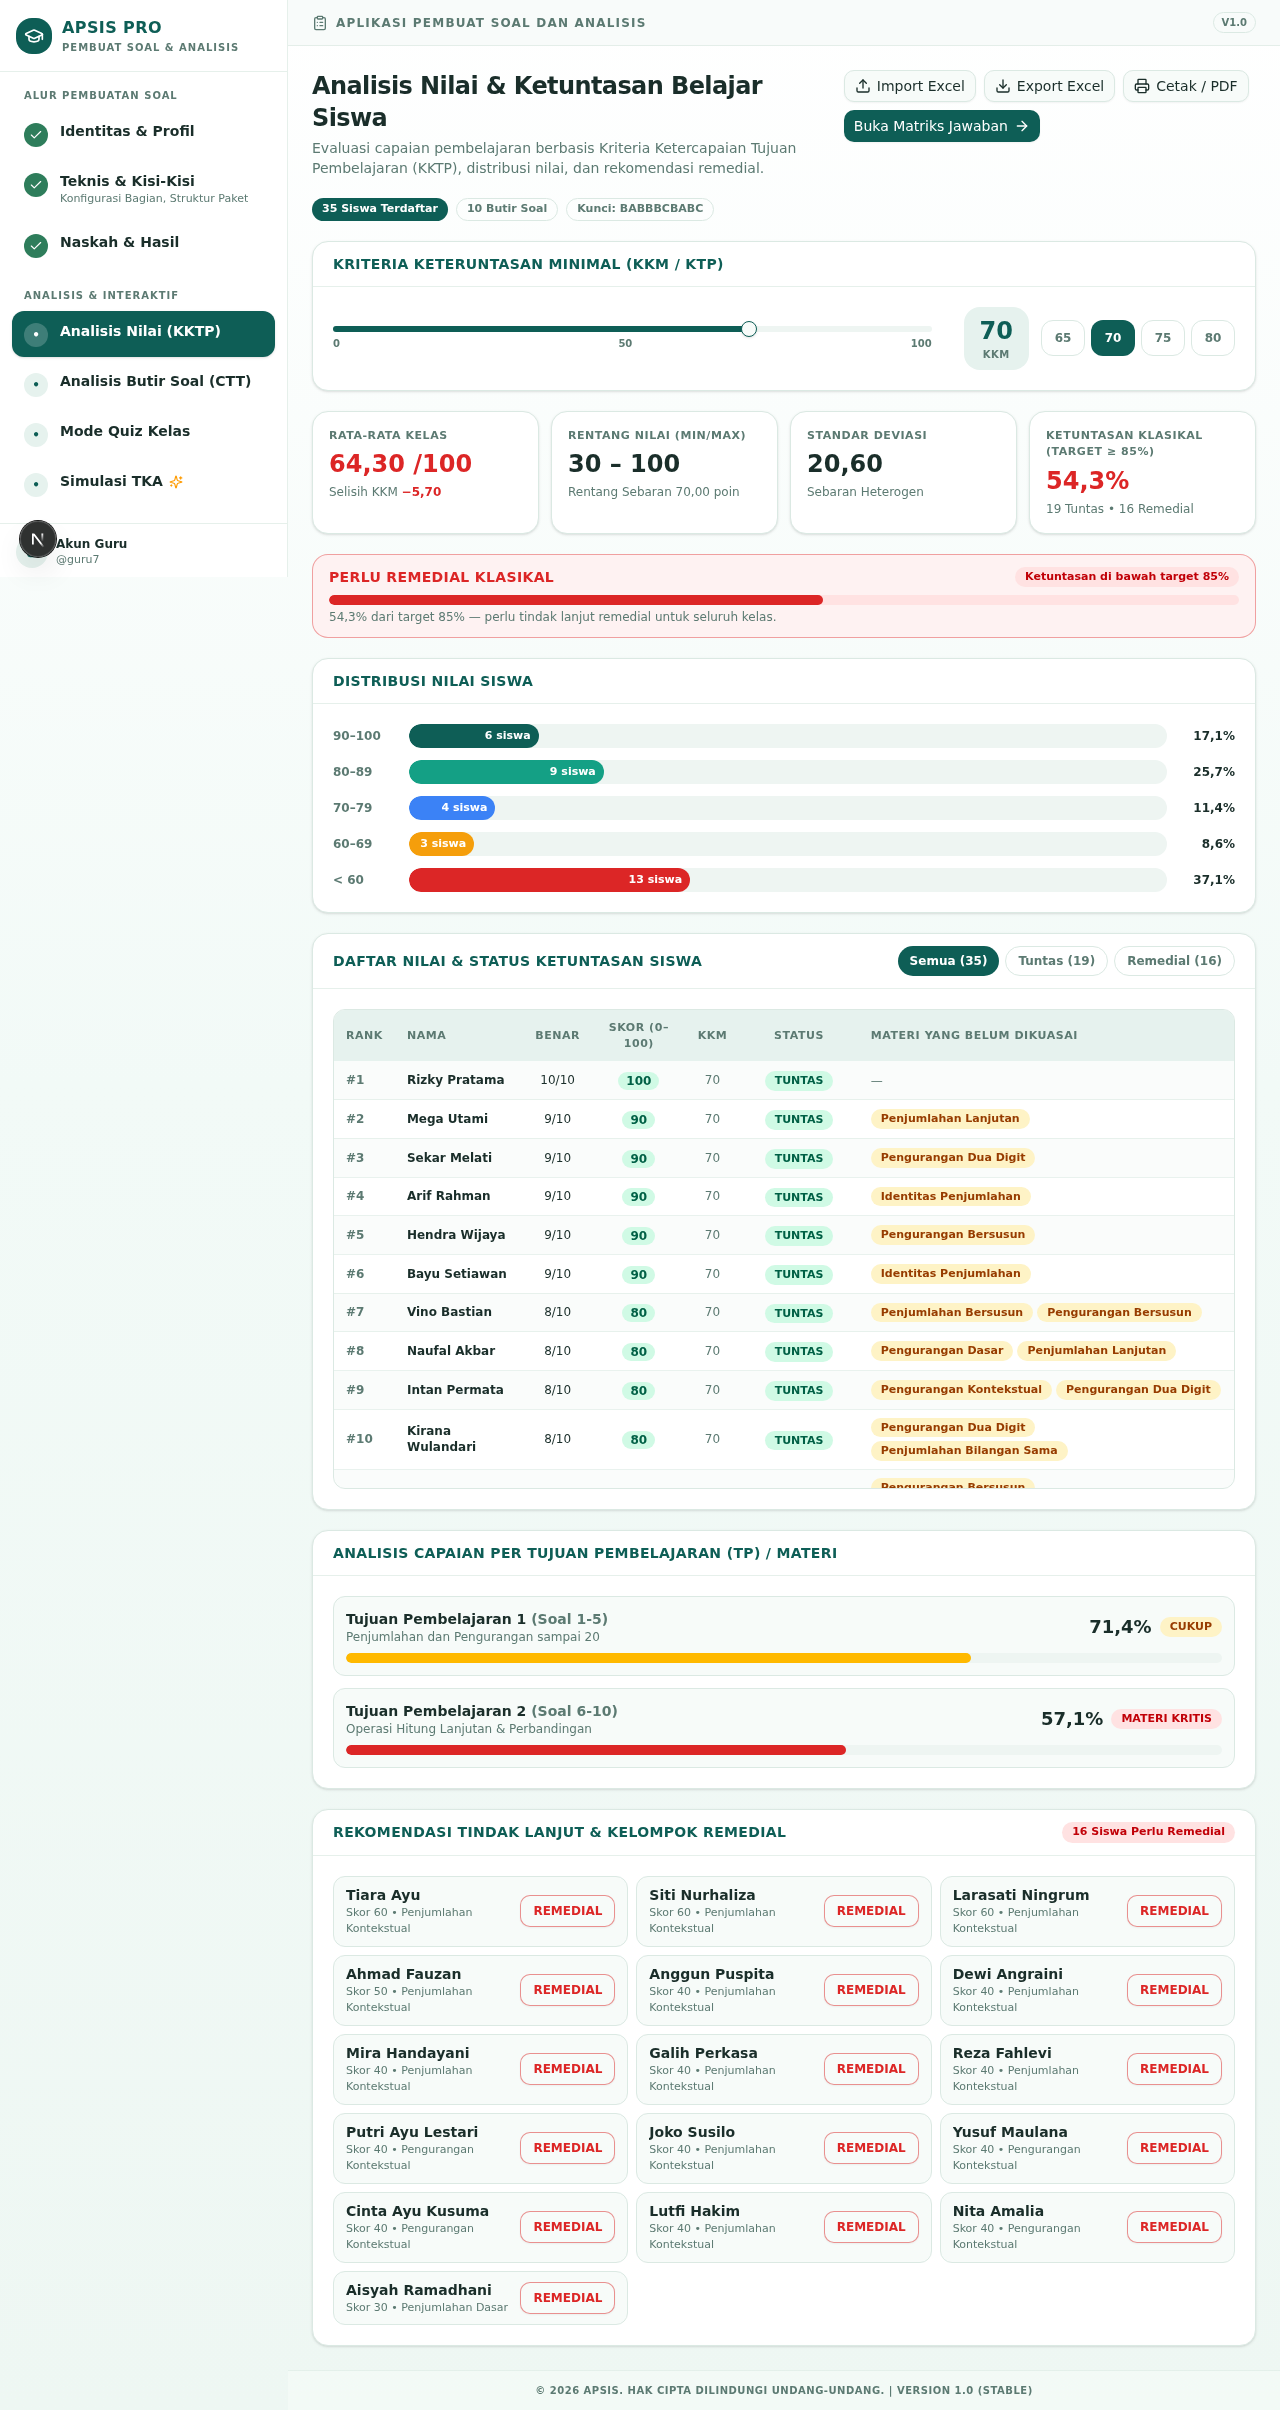 APSIS PRO
PEMBUAT SOAL & ANALISIS
ALUR PEMBUATAN SOAL
Identitas & Profil
Teknis & Kisi-Kisi
Konfigurasi Bagian, Struktur Paket
Naskah & Hasil
ANALISIS & INTERAKTIF
Analisis Nilai (KKTP)
Analisis Butir Soal (CTT)
Mode Quiz Kelas
Simulasi TKA
N
Akun Guru
@guru7
APLIKASI PEMBUAT SOAL DAN ANALISIS
V1.0
Analisis Nilai & Ketuntasan Belajar
Siswa
Evaluasi capaian pembelajaran berbasis Kriteria Ketercapaian Tujuan
Pembelajaran (KKTP), distribusi nilai, dan rekomendasi remedial.
Import Excel
Export Excel
Cetak / PDF
Buka Matriks Jawaban →
35 Siswa Terdaftar
10 Butir Soal
Kunci: BABBBCBABC
KRITERIA KETERUNTASAN MINIMAL (KKM / KTP)
0
50
100
70
KKM
65
70
75
80
RATA-RATA KELAS
64,30 /100
Selisih KKM −5,70
RENTANG NILAI (MIN/MAX)
30 – 100
Rentang Sebaran 70,00 poin
STANDAR DEVIASI
20,60
Sebaran Heterogen
KETUNTASAN KLASIKAL
(TARGET ≥ 85%)
54,3%
19 Tuntas • 16 Remedial
PERLU REMEDIAL KLASIKAL
Ketuntasan di bawah target 85%
54,3% dari target 85% — perlu tindak lanjut remedial untuk seluruh kelas.
DISTRIBUSI NILAI SISWA
90–100 6 siswa 17,1%
80–89 9 siswa 25,7%
70–79 4 siswa 11,4%
60–69 3 siswa 8,6%
< 60 13 siswa 37,1%
DAFTAR NILAI & STATUS KETUNTASAN SISWA
Semua (35)
Tuntas (19)
Remedial (16)
RANK NAMA BENAR SKOR (0–100) KKM STATUS MATERI YANG BELUM DIKUASAI
#1 Rizky Pratama 10/10 100 70 TUNTAS —
#2 Mega Utami 9/10 90 70 TUNTAS Penjumlahan Lanjutan
#3 Sekar Melati 9/10 90 70 TUNTAS Pengurangan Dua Digit
#4 Arif Rahman 9/10 90 70 TUNTAS Identitas Penjumlahan
#5 Hendra Wijaya 9/10 90 70 TUNTAS Pengurangan Bersusun
#6 Bayu Setiawan 9/10 90 70 TUNTAS Identitas Penjumlahan
#7 Vino Bastian 8/10 80 70 TUNTAS Penjumlahan Bersusun Pengurangan Bersusun
#8 Naufal Akbar 8/10 80 70 TUNTAS Pengurangan Dasar Penjumlahan Lanjutan
#9 Intan Permata 8/10 80 70 TUNTAS Pengurangan Kontekstual Pengurangan Dua Digit
#10 Kirana Wulandari 8/10 80 70 TUNTAS Pengurangan Dua Digit
Penjumlahan Bilangan Sama
Pengurangan Bersusun
ANALISIS CAPAIAN PER TUJUAN PEMBELAJARAN (TP) / MATERI
Tujuan Pembelajaran 1 (Soal 1-5)
Penjumlahan dan Pengurangan sampai 20
71,4% CUKUP
Tujuan Pembelajaran 2 (Soal 6-10)
Operasi Hitung Lanjutan & Perbandingan
57,1% MATERI KRITIS
REKOMENDASI TINDAK LANJUT & KELOMPOK REMEDIAL
16 Siswa Perlu Remedial
Tiara Ayu
Skor 60 • Penjumlahan
Kontekstual
REMEDIAL
Siti Nurhaliza
Skor 60 • Penjumlahan
Kontekstual
REMEDIAL
Larasati Ningrum
Skor 60 • Penjumlahan
Kontekstual
REMEDIAL
Ahmad Fauzan
Skor 50 • Penjumlahan
Kontekstual
REMEDIAL
Anggun Puspita
Skor 40 • Penjumlahan
Kontekstual
REMEDIAL
Dewi Angraini
Skor 40 • Penjumlahan
Kontekstual
REMEDIAL
Mira Handayani
Skor 40 • Penjumlahan
Kontekstual
REMEDIAL
Galih Perkasa
Skor 40 • Penjumlahan
Kontekstual
REMEDIAL
Reza Fahlevi
Skor 40 • Penjumlahan
Kontekstual
REMEDIAL
Putri Ayu Lestari
Skor 40 • Pengurangan
Kontekstual
REMEDIAL
Joko Susilo
Skor 40 • Penjumlahan
Kontekstual
REMEDIAL
Yusuf Maulana
Skor 40 • Pengurangan
Kontekstual
REMEDIAL
Cinta Ayu Kusuma
Skor 40 • Pengurangan
Kontekstual
REMEDIAL
Lutfi Hakim
Skor 40 • Penjumlahan
Kontekstual
REMEDIAL
Nita Amalia
Skor 40 • Pengurangan
Kontekstual
REMEDIAL
Aisyah Ramadhani
Skor 30 • Penjumlahan Dasar
REMEDIAL
© 2026 APSIS. HAK CIPTA DILINDUNGI UNDANG-UNDANG. | VERSION 1.0 (STABLE)